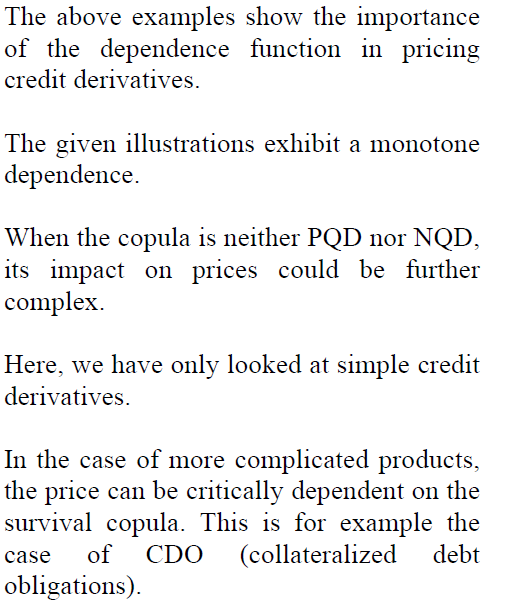 The above examples show the importance
of the dependence function in pricing
credit derivatives.
The given illustrations exhibit a monotone
dependence.
When the copula is neither PQD nor NQD,
its impact on prices could be further
complex.
Here, we have only looked at simple credit
derivatives.
In the case of more complicated products,
the price can be critically dependent on the
survival copula. This is for example the
case of CDO (collateralized debt
obligations).